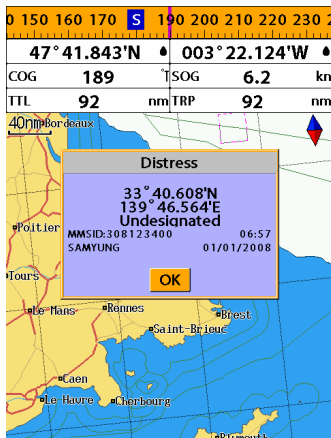 0 150 160 170 S 190 200 210 220 230 2
47°41.843'N 003°22.124'W
COG 189 °T SOG 6.2 kn
TTL 92 nm TRP 92 nm
40nm Bordeaux
Distress
33°40.608'N
139°46.564'E
Undesignated
MMSID:308123400 06:57
SAMYUNG 01/01/2008
OK
Poitier
Tours
Le Mans Rennes
Brest
Saint-Brieuc
Caen
Le Havre Cherbourg
Plymouth